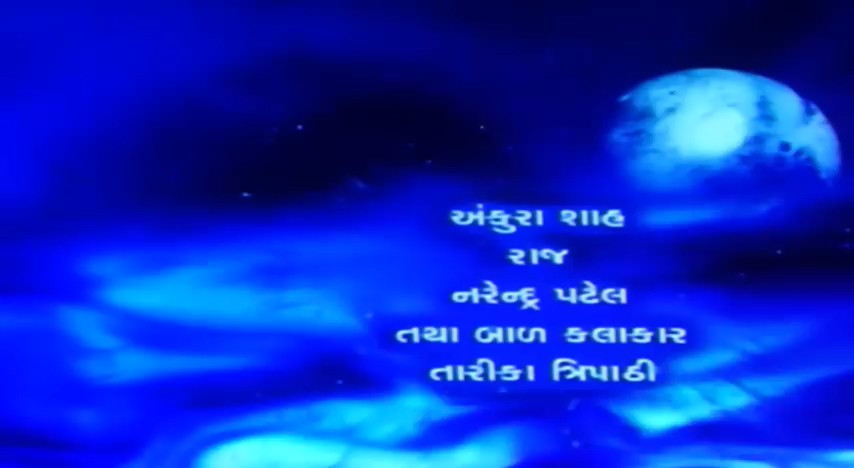 અંકુરા શાહ
રાજ
નરેન્દ્ર પટેલ
તથા બાળ કલાકાર
તારીકા ત્રિપાઠી